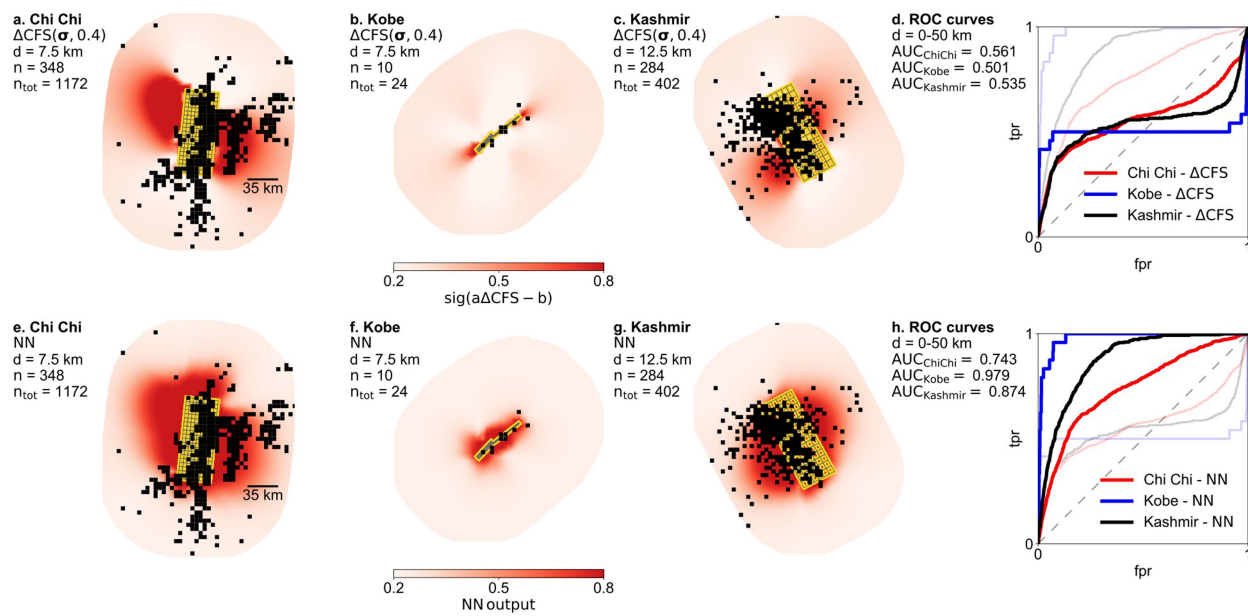 a. Chi Chi
ΔCFS(σ, 0.4)
d = 7.5 km
n = 348
n_tot = 1172
35 km
b. Kobe
ΔCFS(σ, 0.4)
d = 7.5 km
n = 10
n_tot = 24
c. Kashmir
ΔCFS(σ, 0.4)
d = 12.5 km
n = 284
n_tot = 402
0.2 0.5 0.8
sig(aΔCFS − b)
d. ROC curves
d = 0-50 km
AUC_ChiChi = 0.561
AUC_Kobe = 0.501
AUC_Kashmir = 0.535
1
tpr
0
0 1
fpr
Chi Chi - ΔCFS
Kobe - ΔCFS
Kashmir - ΔCFS
e. Chi Chi
NN
d = 7.5 km
n = 348
n_tot = 1172
35 km
f. Kobe
NN
d = 7.5 km
n = 10
n_tot = 24
g. Kashmir
NN
d = 12.5 km
n = 284
n_tot = 402
0.2 0.5 0.8
NN output
h. ROC curves
d = 0-50 km
AUC_ChiChi = 0.743
AUC_Kobe = 0.979
AUC_Kashmir = 0.874
1
tpr
0
0 1
fpr
Chi Chi - NN
Kobe - NN
Kashmir - NN